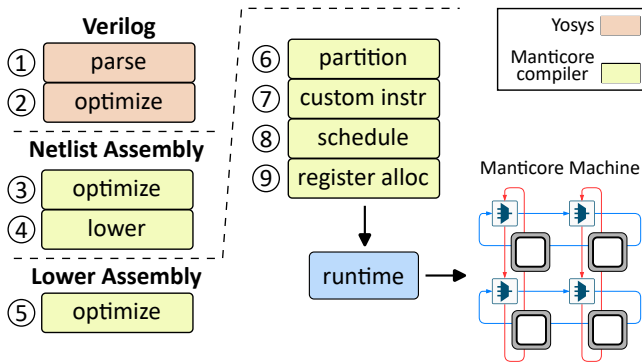 Verilog
① parse
② optimize
Netlist Assembly
③ optimize
④ lower
Lower Assembly
⑤ optimize
⑥ partition
⑦ custom instr
⑧ schedule
⑨ register alloc
runtime
Yosys
Manticore
compiler
Manticore Machine